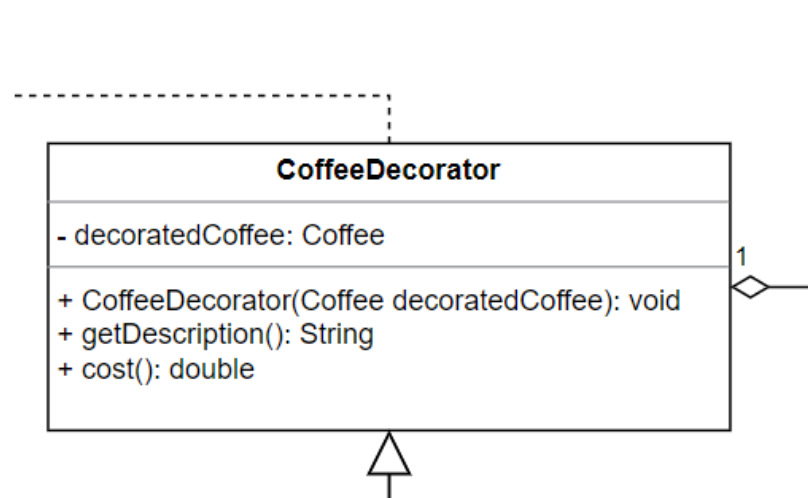 CoffeeDecorator
- decoratedCoffee: Coffee
1
+ CoffeeDecorator(Coffee decoratedCoffee): void
+ getDescription(): String
+ cost(): double